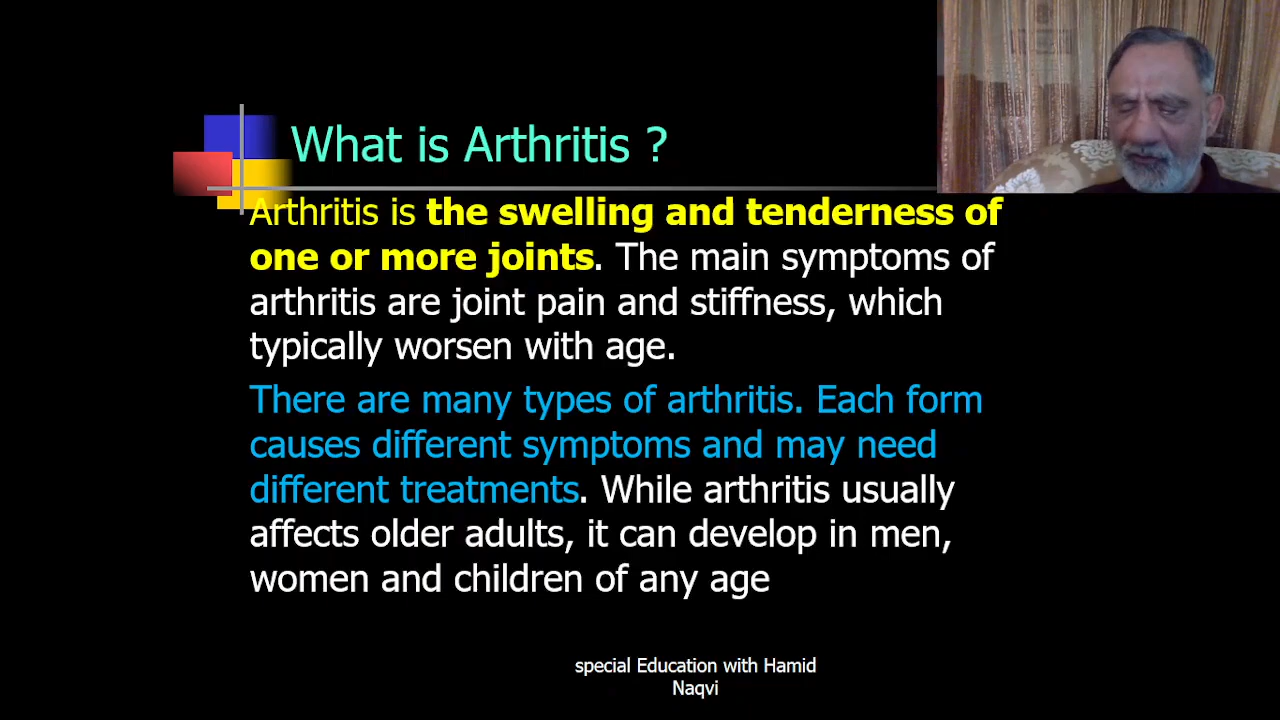 What is Arthritis ?
Arthritis is the swelling and tenderness of
one or more joints. The main symptoms of
arthritis are joint pain and stiffness, which
typically worsen with age.
There are many types of arthritis. Each form
causes different symptoms and may need
different treatments. While arthritis usually
affects older adults, it can develop in men,
women and children of any age
special Education with Hamid
Naqvi